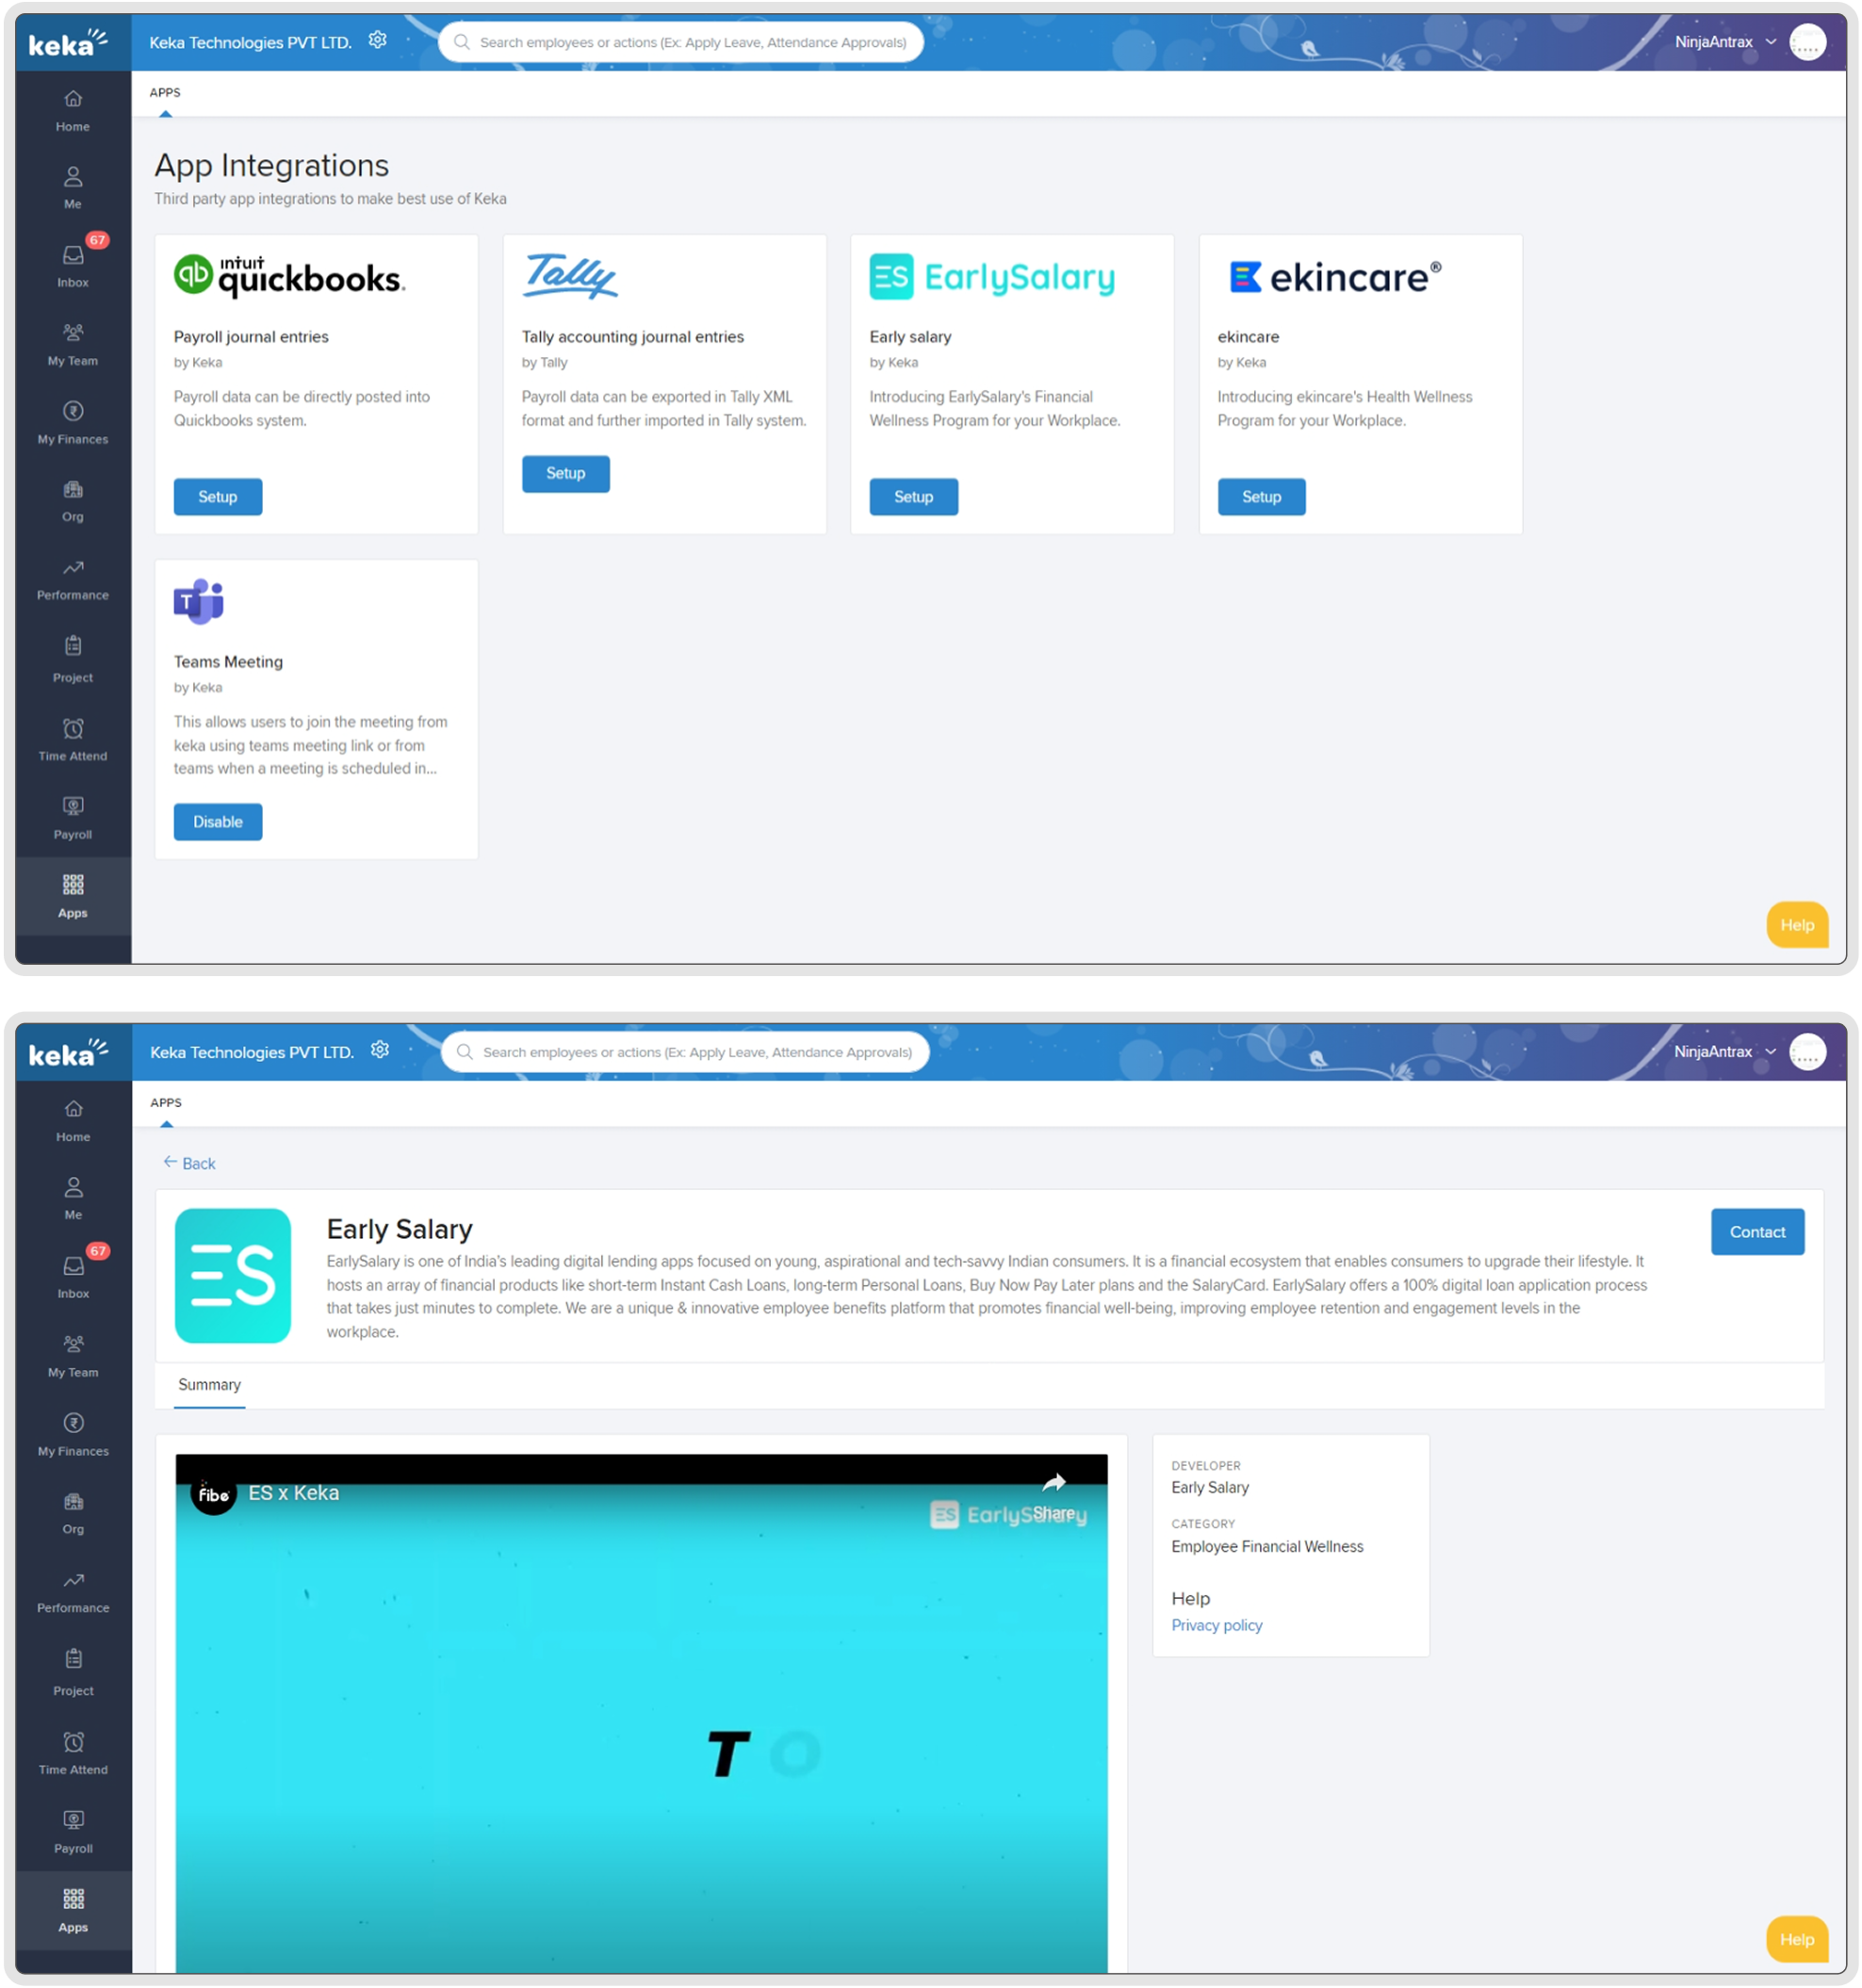 keka
Keka Technologies PVT LTD.
Search employees or actions (Ex: Apply Leave, Attendance Approvals)
NinjaAntrax
APPS
Home
Me
67
Inbox
My Team
My Finances
Org
Performance
Project
Time Attend
Payroll
Apps
App Integrations
Third party app integrations to make best use of Keka
qb intuit quickbooks.
Payroll journal entries
by Keka
Payroll data can be directly posted into
Quickbooks system.
Setup
Tally
Tally accounting journal entries
by Tally
Payroll data can be exported in Tally XML
format and further imported in Tally system.
Setup
ES EarlySalary
Early salary
by Keka
Introducing EarlySalary's Financial
Wellness Program for your Workplace.
Setup
ekincare®
ekincare
by Keka
Introducing ekincare's Health Wellness
Program for your Workplace.
Setup
T
Teams Meeting
by Keka
This allows users to join the meeting from
keka using teams meeting link or from
teams when a meeting is scheduled in...
Disable
Help
keka
Keka Technologies PVT LTD.
Search employees or actions (Ex: Apply Leave, Attendance Approvals)
NinjaAntrax
APPS
Home
Me
67
Inbox
My Team
My Finances
Org
Performance
Project
Time Attend
Payroll
Apps
← Back
ES
Early Salary
EarlySalary is one of India's leading digital lending apps focused on young, aspirational and tech-savvy Indian consumers. It is a financial ecosystem that enables consumers to upgrade their lifestyle. It
hosts an array of financial products like short-term Instant Cash Loans, long-term Personal Loans, Buy Now Pay Later plans and the SalaryCard. EarlySalary offers a 100% digital loan application process
that takes just minutes to complete. We are a unique & innovative employee benefits platform that promotes financial well-being, improving employee retention and engagement levels in the
workplace.
Contact
Summary
fibe
ES x Keka
Share
ES EarlySalary
TO
DEVELOPER
Early Salary
CATEGORY
Employee Financial Wellness
Help
Privacy policy
Help